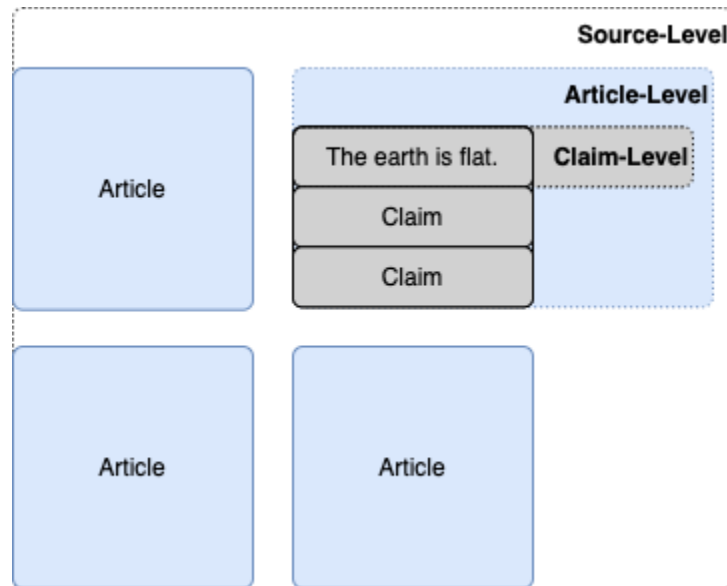 Source-Level
Article-Level
The earth is flat.
Claim-Level
Article
Claim
Claim
Article
Article